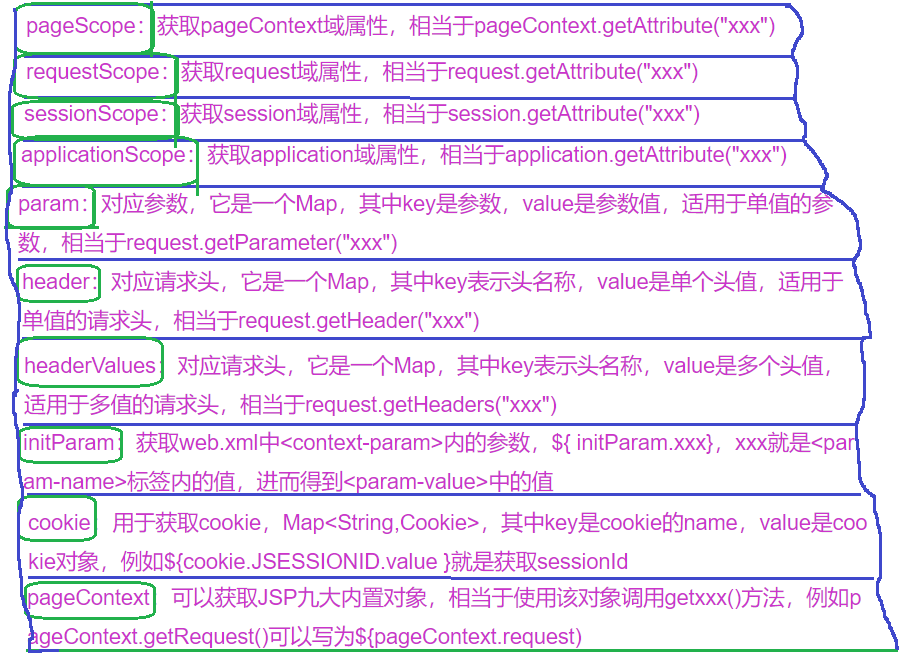 pageScope：获取pageContext域属性，相当于pageContext.getAttribute("xxx")
requestScope：获取request域属性，相当于request.getAttribute("xxx")
sessionScope：获取session域属性，相当于session.getAttribute("xxx")
applicationScope：获取application域属性，相当于application.getAttribute("xxx")
param：对应参数，它是一个Map，其中key是参数，value是参数值，适用于单值的参
数，相当于request.getParameter("xxx")
header：对应请求头，它是一个Map，其中key表示头名称，value是单个头值，适用于
单值的请求头，相当于request.getHeader("xxx")
headerValues：对应请求头，它是一个Map，其中key表示头名称，value是多个头值，
适用于多值的请求头，相当于request.getHeaders("xxx")
initParam：获取web.xml中<context-param>内的参数，${ initParam.xxx}，xxx就是<par
am-name>标签内的值，进而得到<param-value>中的值
cookie 用于获取cookie，Map<String,Cookie>，其中key是cookie的name，value是coo
kie对象，例如${cookie.JSESSIONID.value }就是获取sessionId
pageContext 可以获取JSP九大内置对象，相当于使用该对象调用getxxx()方法，例如p
ageContext.getRequest()可以写为${pageContext.request)